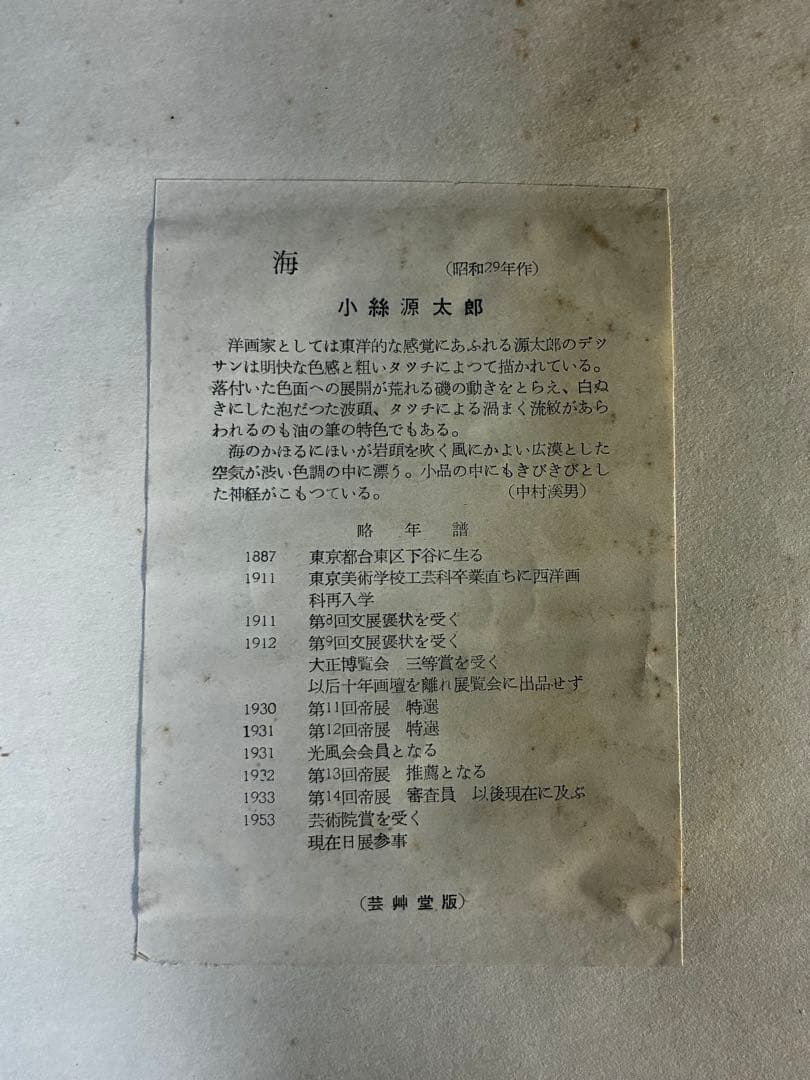 海　（昭和29年作）
小絲源太郎
洋画家としては東洋的な感覚にあふれる源太郎のデッ
サンは明快な色感と粗いタツチによつて描かれている。
落付いた色面への展開が荒れる磯の動きをとらえ、白ぬ
きにした泡だつた波頭、タツチによる渦まく流紋があら
われるのも油の筆の特色でもある。
海のかほるにほいが岩頭を吹く風にかよい広漠とした
空気が渋い色調の中に漂う。小品の中にもきびきびとし
た神経がこもつている。　（中村溪男）
略年譜
1887　東京都台東区下谷に生る
1911　東京美術学校工芸科卒業直ちに西洋画
科再入学
1911　第8回文展褒状を受く
1912　第9回文展褒状を受く
大正博覧会　三等賞を受く
以后十年画壇を離れ展覧会に出品せず
1930　第11回帝展　特選
1931　第12回帝展　特選
1931　光風会会員となる
1932　第13回帝展　推薦となる
1933　第14回帝展　審査員　以後現在に及ぶ
1953　芸術院賞を受く
現在日展参事
（芸艸堂版）